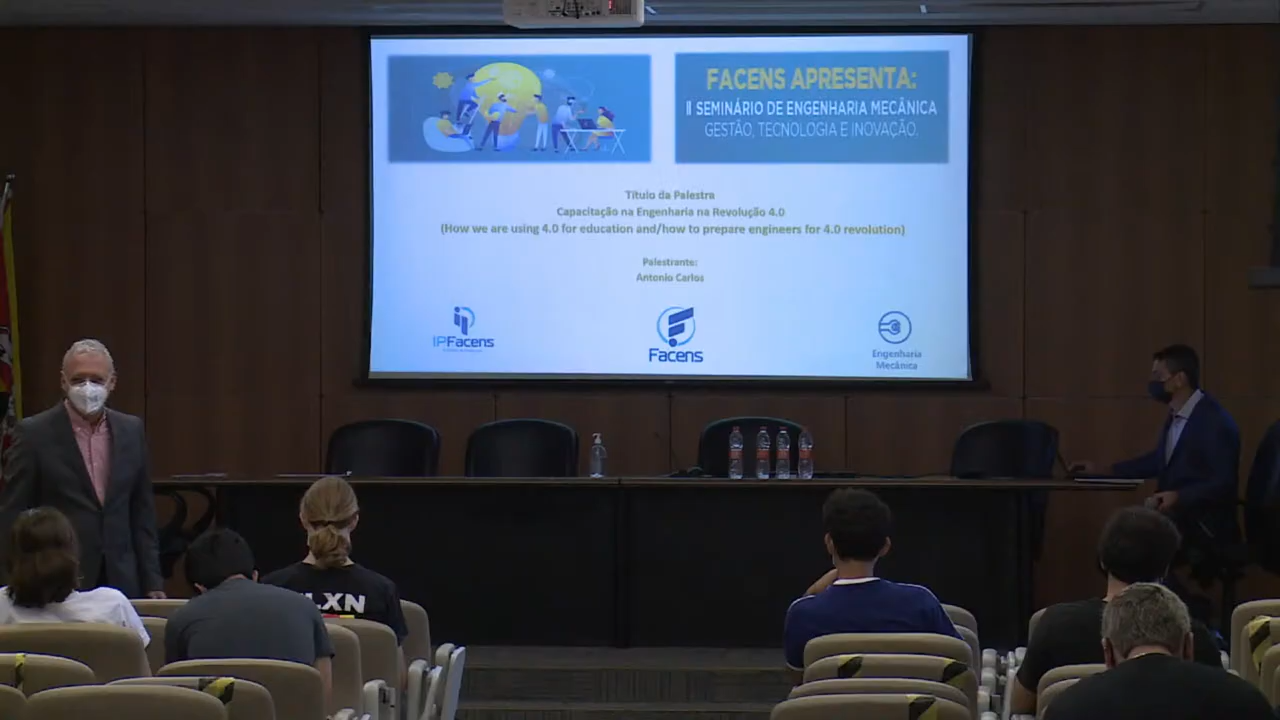 FACENS APRESENTA:
II SEMINÁRIO DE ENGENHARIA MECÂNICA
GESTÃO, TECNOLOGIA E INOVAÇÃO.
Título da Palestra
Capacitação na Engenharia na Revolução 4.0
(How we are using 4.0 for education and/how to prepare engineers for 4.0 revolution)
Palestrante:
Antonio Carlos
IPFacens
Facens
Engenharia
Mecânica
LXN